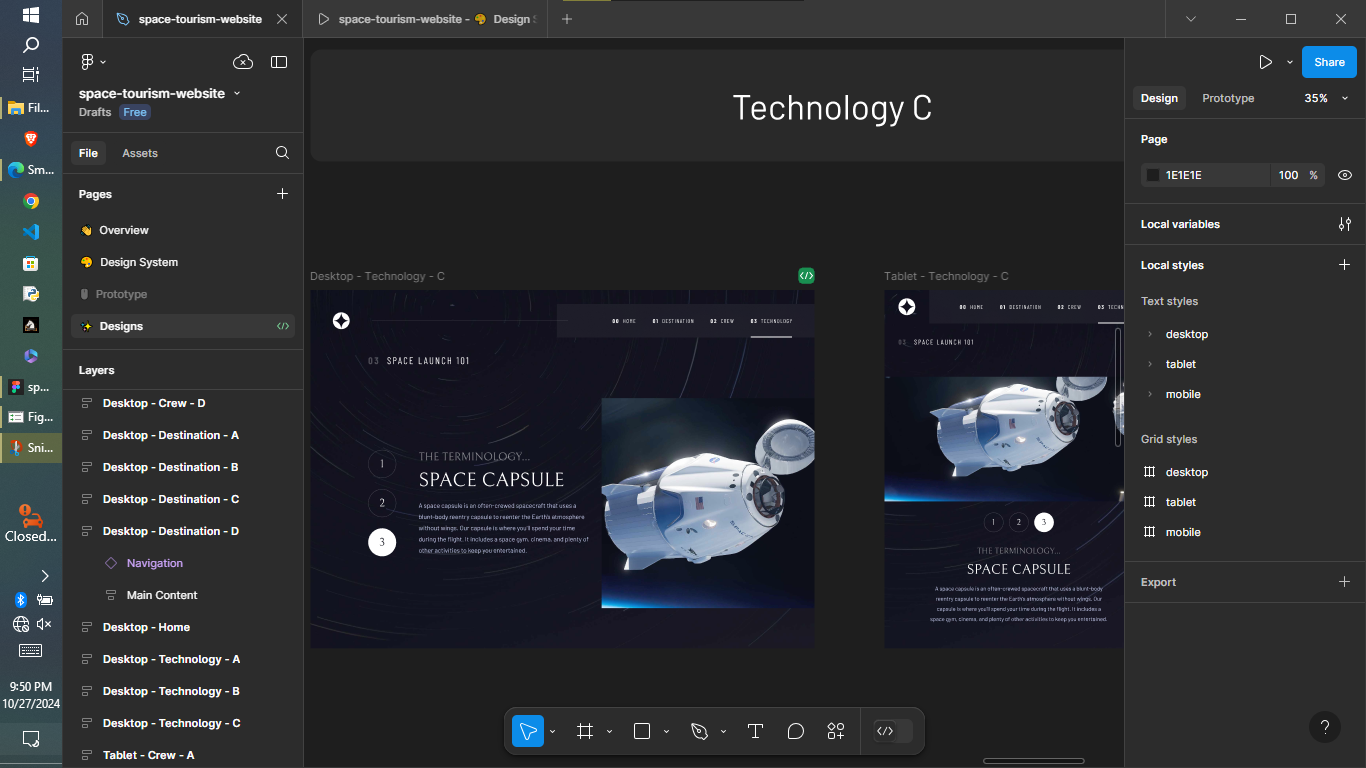 space-tourism-website
space-tourism-website - Design S
space-tourism-website
Drafts
Free
File
Assets
Pages
Overview
Design System
Prototype
Designs
Layers
Desktop - Crew - D
Desktop - Destination - A
Desktop - Destination - B
Desktop - Destination - C
Desktop - Destination - D
Navigation
Main Content
Desktop - Home
Desktop - Technology - A
Desktop - Technology - B
Desktop - Technology - C
Tablet - Crew - A
Fil...
Sm...
sp...
Fig...
Sni...
Closed...
9:50 PM
10/27/2024
Technology C
Desktop - Technology - C
00 HOME
01 DESTINATION
02 CREW
03 TECHNOLOGY
03 SPACE LAUNCH 101
1
2
3
THE TERMINOLOGY...
SPACE CAPSULE
A space capsule is an often-crewed spacecraft that uses a
blunt-body reentry capsule to reenter the Earth's atmosphere
without wings. Our capsule is where you'll spend your time
during the flight. It includes a space gym, cinema, and plenty of
other activities to keep you entertained.
Tablet - Technology - C
00 HOME
01 DESTINATION
02 CREW
03 TECHN
03 SPACE LAUNCH 101
1
2
3
THE TERMINOLOGY...
SPACE CAPSULE
A space capsule is an often-crewed spacecraft that uses a blunt-body
reentry capsule to reenter the Earth's atmosphere without wings. Our
capsule is where you'll spend your time during the flight. It includes a
space gym, cinema, and plenty of other activities to keep you entertained.
Share
Design
Prototype
35%
Page
1E1E1E
100 %
Local variables
Local styles
Text styles
desktop
tablet
mobile
Grid styles
desktop
tablet
mobile
Export
?